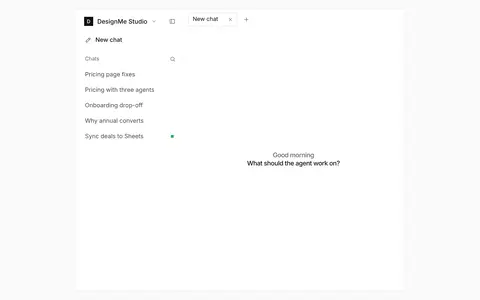 D DesignMe Studio
New chat
Chats
Pricing page fixes
Pricing with three agents
Onboarding drop-off
Why annual converts
Sync deals to Sheets
New chat × +
Good morning
What should the agent work on?